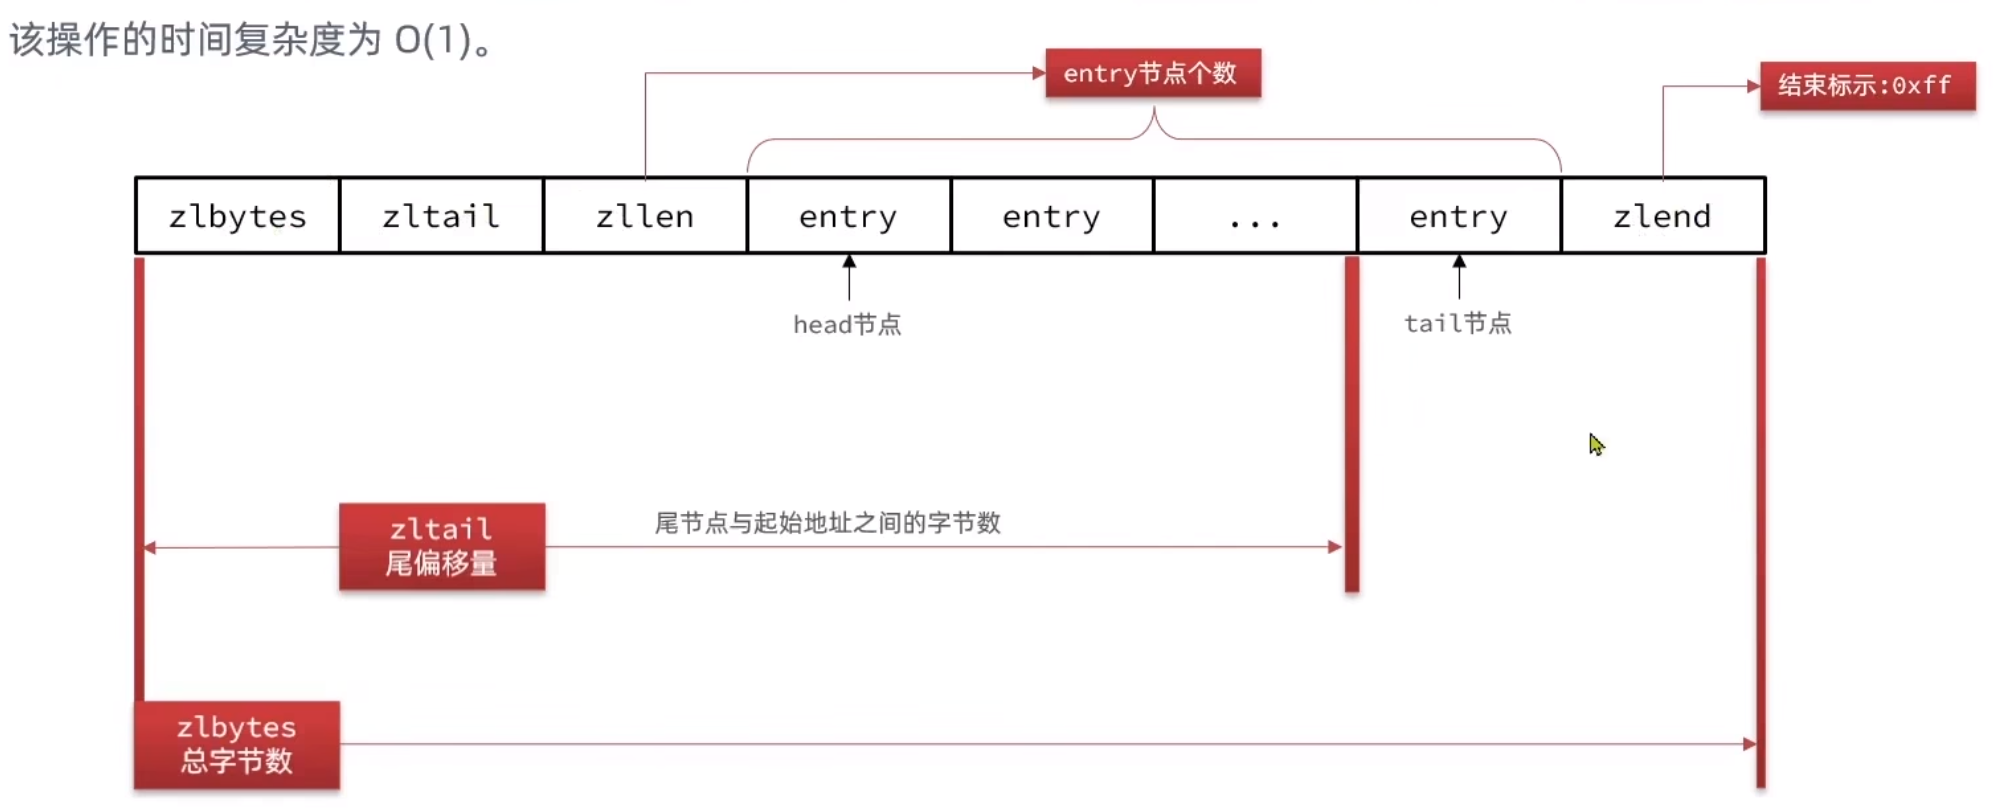 该操作的时间复杂度为 O(1)。
entry节点个数
结束标示:0xff
zlbytes
zltail
zllen
entry
entry
...
entry
zlend
head节点
tail节点
zltail
尾偏移量
尾节点与起始地址之间的字节数
zlbytes
总字节数